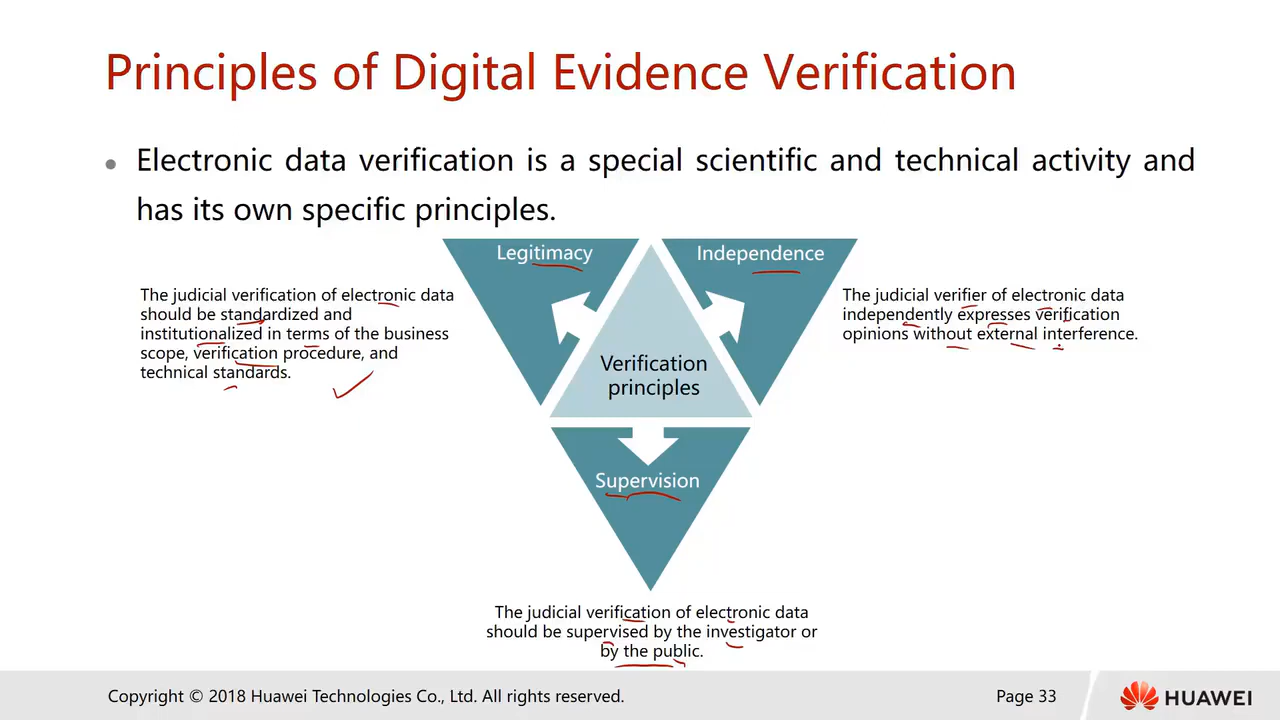 Principles of Digital Evidence Verification
• Electronic data verification is a special scientific and technical activity and
has its own specific principles.
Legitimacy
Independence
The judicial verification of electronic data
should be standardized and
institutionalized in terms of the business
scope, verification procedure, and
technical standards.
The judicial verifier of electronic data
independently expresses verification
opinions without external interference.
Verification
principles
Supervision
The judicial verification of electronic data
should be supervised by the investigator or
by the public.
Copyright © 2018 Huawei Technologies Co., Ltd. All rights reserved.
Page 33
HUAWEI